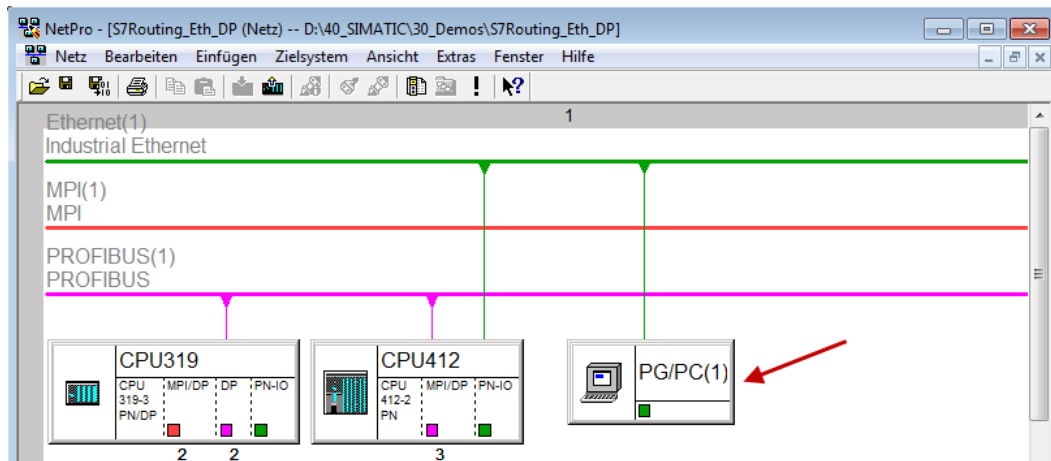 NetPro - [S7Routing_Eth_DP (Netz) -- D:\40_SIMATIC\30_Demos\S7Routing_Eth_DP]
Netz Bearbeiten Einfügen Zielsystem Ansicht Extras Fenster Hilfe
1
Ethernet(1)
Industrial Ethernet
MPI(1)
MPI
PROFIBUS(1)
PROFIBUS
CPU319
CPU
319-3
PN/DP
MPI/DP
DP
PN-IO
2
2
CPU412
CPU
412-2
PN
MPI/DP
PN-IO
3
PG/PC(1)